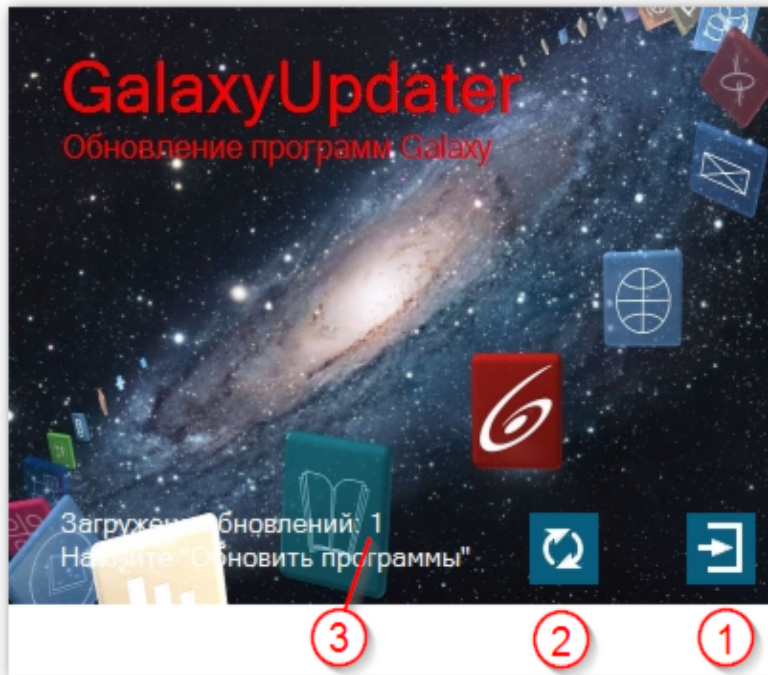 GalaxyUpdater
Обновление программ Galaxy
Загружено обновлений: 1
Нажмите "Обновить программы"
3
2
1